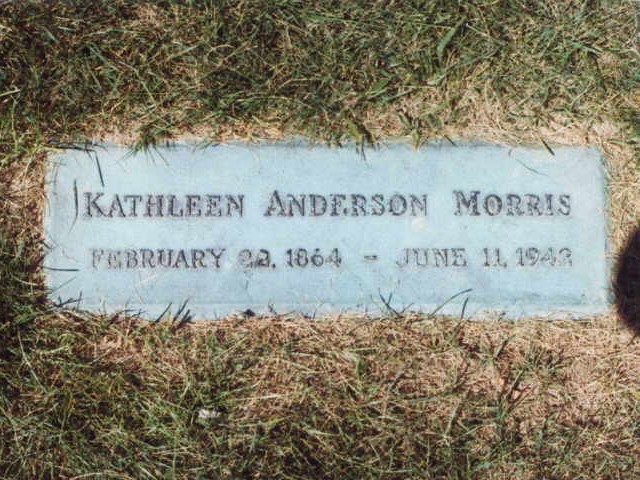 KATHLEEN ANDERSON MORRIS
FEBRUARY 22, 1864 - JUNE 11, 1942